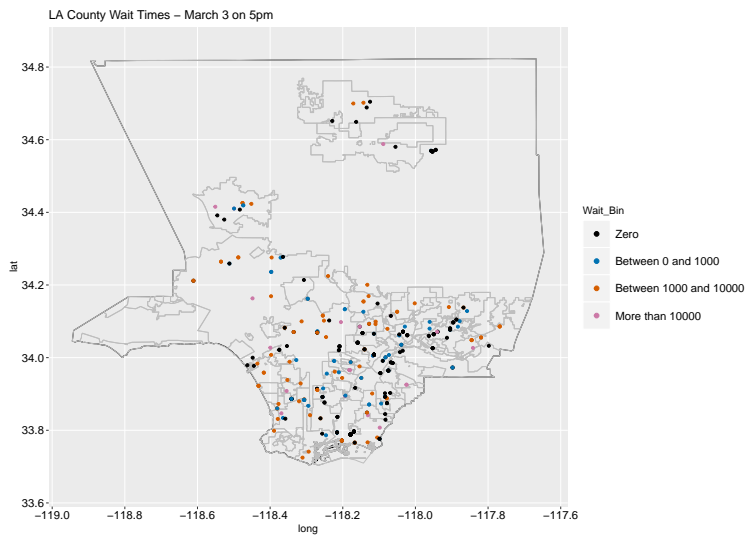 LA County Wait Times – March 3 on 5pm
34.8
34.6
34.4
34.2
34.0
33.8
33.6
lat
−119.0 −118.8 −118.6 −118.4 −118.2 −118.0 −117.8 −117.6
long
Wait_Bin
Zero
Between 0 and 1000
Between 1000 and 10000
More than 10000